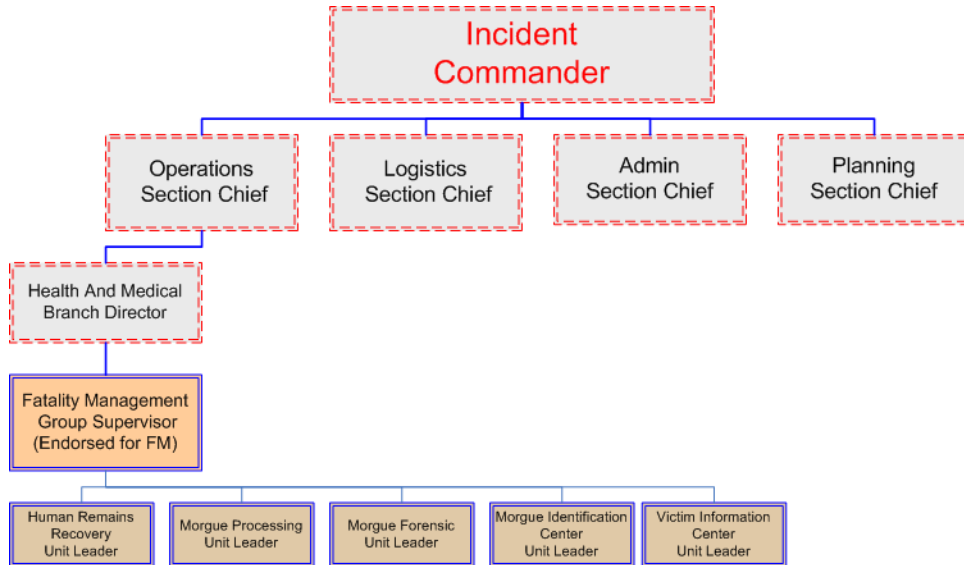 Incident
Commander
Operations
Section Chief
Logistics
Section Chief
Admin
Section Chief
Planning
Section Chief
Health And Medical
Branch Director
Fatality Management
Group Supervisor
(Endorsed for FM)
Human Remains
Recovery
Unit Leader
Morgue Processing
Unit Leader
Morgue Forensic
Unit Leader
Morgue Identification
Center
Unit Leader
Victim Information
Center
Unit Leader